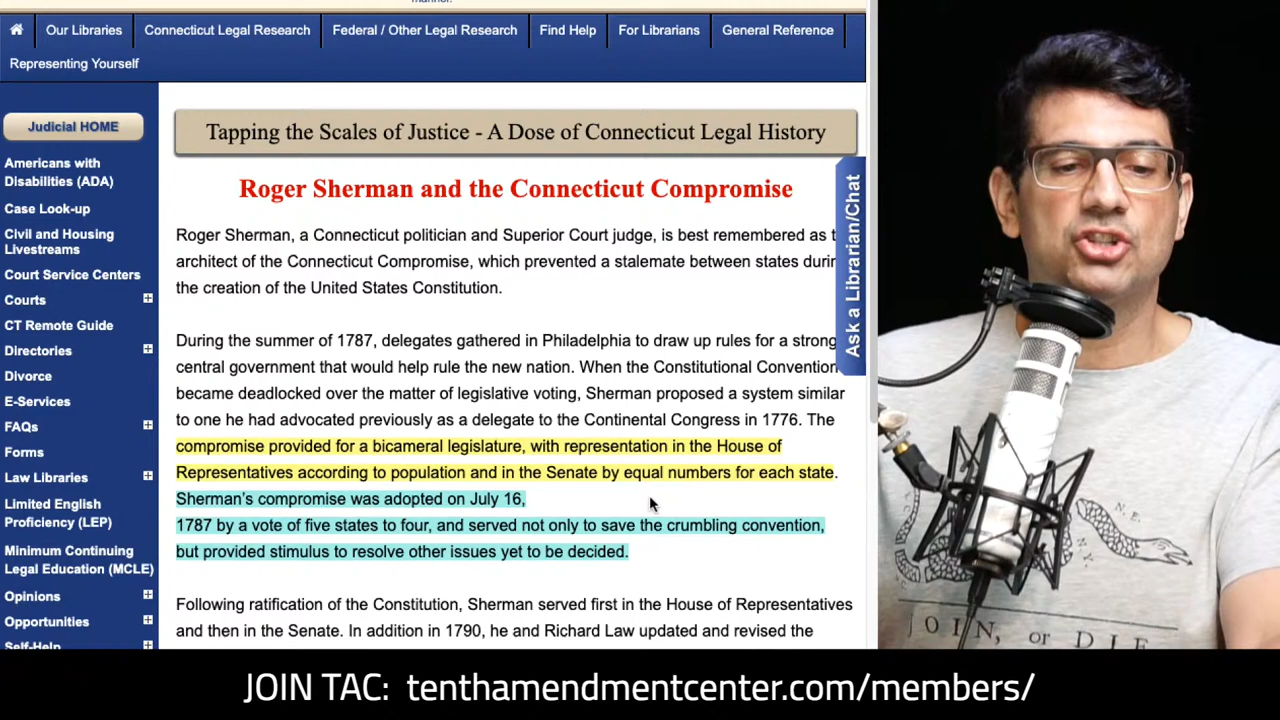 manner.
Our Libraries
Connecticut Legal Research
Federal / Other Legal Research
Find Help
For Librarians
General Reference
Representing Yourself
Judicial HOME
Americans with
Disabilities (ADA)
Case Look-up
Civil and Housing
Livestreams
Court Service Centers
Courts
CT Remote Guide
Directories
Divorce
E-Services
FAQs
Forms
Law Libraries
Limited English
Proficiency (LEP)
Minimum Continuing
Legal Education (MCLE)
Opinions
Opportunities
Self-Help
Tapping the Scales of Justice - A Dose of Connecticut Legal History
Roger Sherman and the Connecticut Compromise
Roger Sherman, a Connecticut politician and Superior Court judge, is best remembered as
architect of the Connecticut Compromise, which prevented a stalemate between states
the creation of the United States Constitution.
During the summer of 1787, delegates gathered in Philadelphia to draw up rules for a strong
central government that would help rule the new nation. When the Constitutional Convention
became deadlocked over the matter of legislative voting, Sherman proposed a system similar
to one he had advocated previously as a delegate to the Continental Congress in 1776. The
compromise provided for a bicameral legislature, with representation in the House of
Representatives according to population and in the Senate by equal numbers for each state.
Sherman's compromise was adopted on July 16,
1787 by a vote of five states to four, and served not only to save the crumbling convention,
but provided stimulus to resolve other issues yet to be decided.
Following ratification of the Constitution, Sherman served first in the House of Representatives
and then in the Senate. In addition in 1790, he and Richard Law updated and revised the
Ask a Librarian/Chat
N.E.
JOIN, or DIE
JOIN TAC: tenthamendmentcenter.com/members/